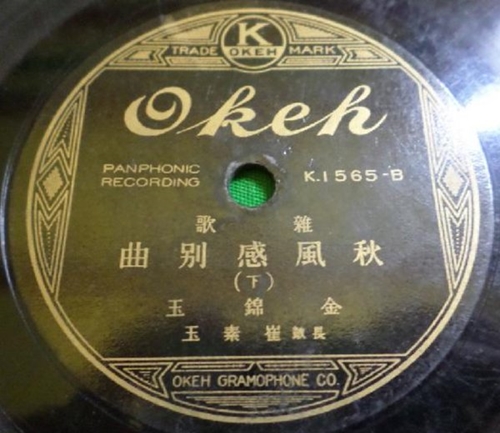 K
TRADE OKEH MARK
Okeh
PANPHONIC
RECORDING
K.1565-B
雜歌
秋風感別曲
(下)
金錦玉
長鼓 崔素玉
OKEH GRAMOPHONE CO.